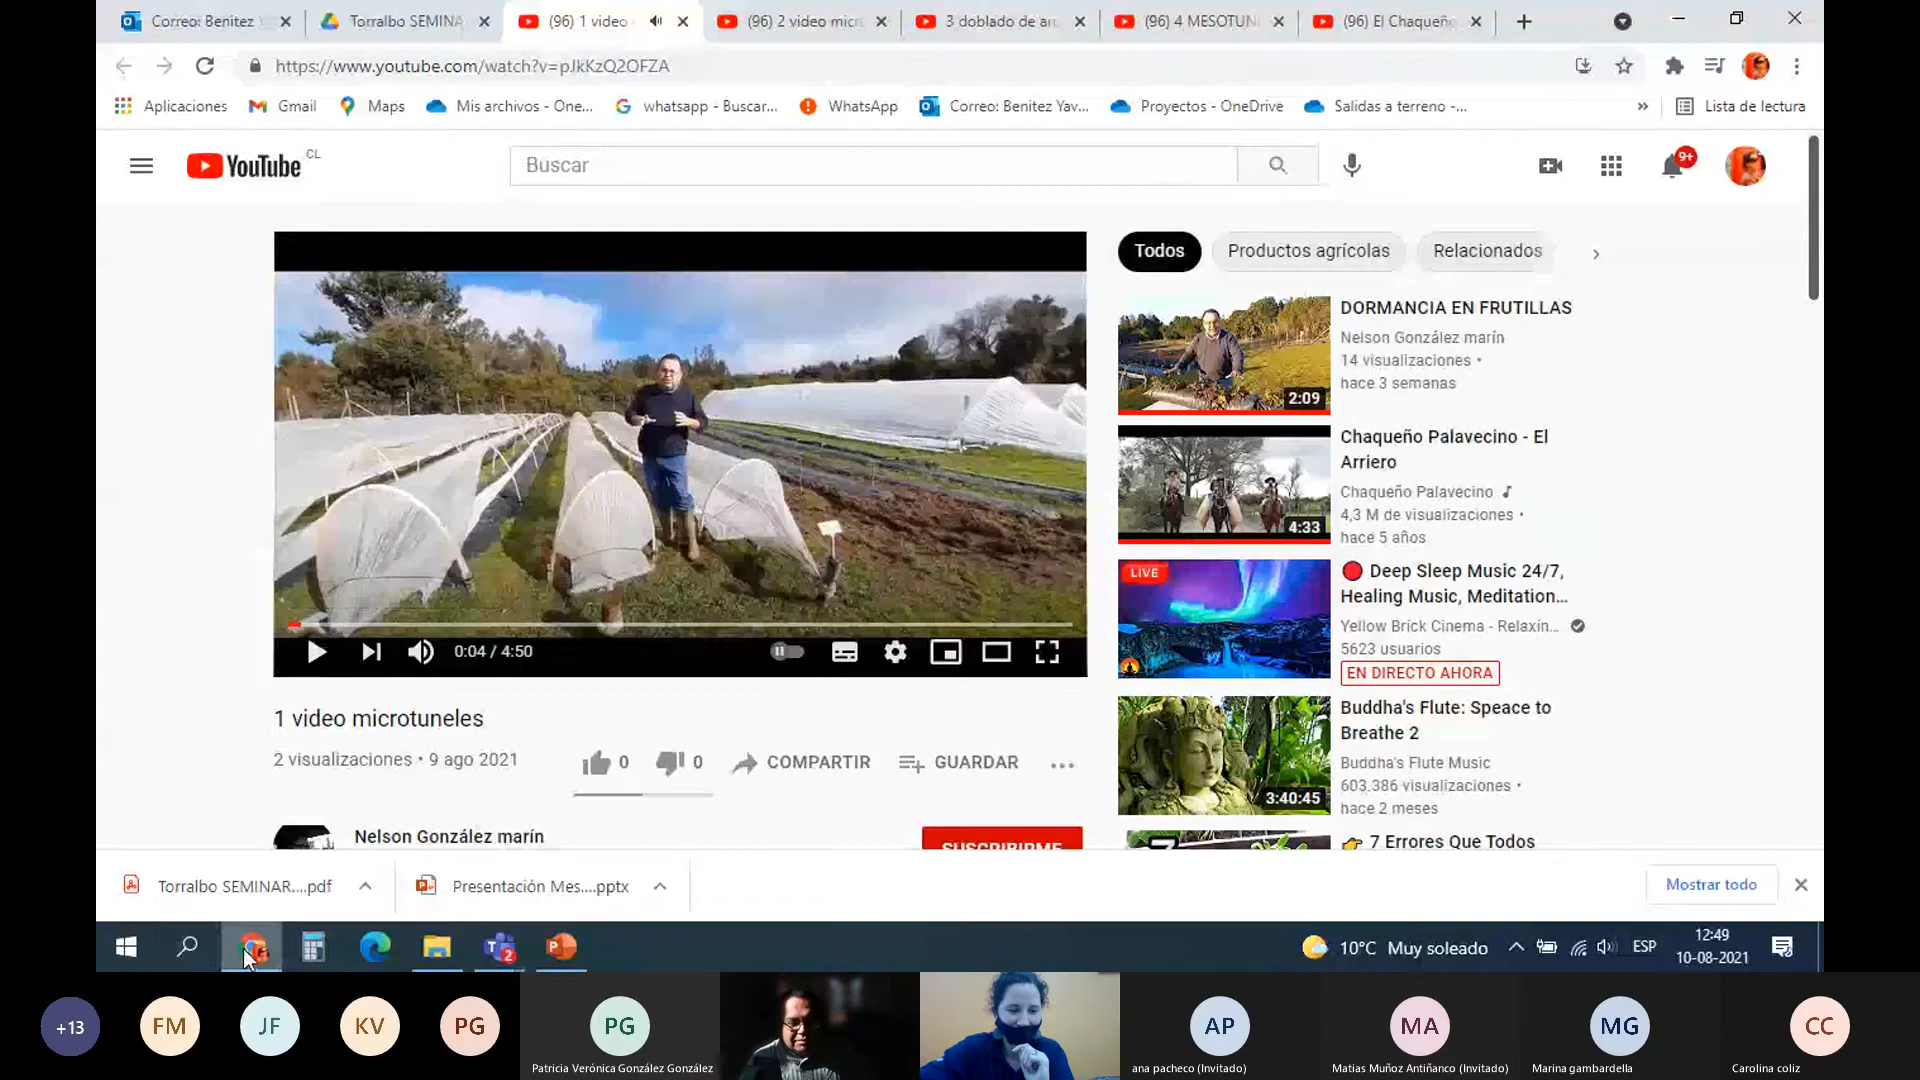 Correo: Benitez
Torralbo SEMINA
(96) 1 video
(96) 2 video micr
3 doblado de ar
(96) 4 MESOTUN
(96) El Chaqueñ
https://www.youtube.com/watch?v=pJkKzQ2OFZA
Aplicaciones
Gmail
Maps
Mis archivos - One...
whatsapp - Buscar...
WhatsApp
Correo: Benitez Yav...
Proyectos - OneDrive
Salidas a terreno -...
»
Lista de lectura
YouTube CL
Buscar
9+
Todos
Productos agrícolas
Relacionados
DORMANCIA EN FRUTILLAS
Nelson González marín
14 visualizaciones •
hace 3 semanas
2:09
Chaqueño Palavecino - El
Arriero
Chaqueño Palavecino
4,3 M de visualizaciones •
hace 5 años
4:33
LIVE
Deep Sleep Music 24/7,
Healing Music, Meditation...
Yellow Brick Cinema - Relaxin...
5623 usuarios
EN DIRECTO AHORA
Buddha's Flute: Speace to
Breathe 2
Buddha's Flute Music
603.386 visualizaciones •
hace 2 meses
3:40:45
7 Errores Que Todos
0:04 / 4:50
1 video microtuneles
2 visualizaciones • 9 ago 2021
0
0
COMPARTIR
GUARDAR
Nelson González marín
SUSCRIBIRME
Torralbo SEMINAR....pdf
Presentación Mes....pptx
Mostrar todo
2
10°C Muy soleado
ESP
12:49
10-08-2021
+13
FM
JF
KV
PG
PG
Patricia Verónica González González
AP
ana pacheco (Invitado)
MA
Matias Muñoz Antiñanco (Invitado)
MG
Marina gambardella
CC
Carolina coliz